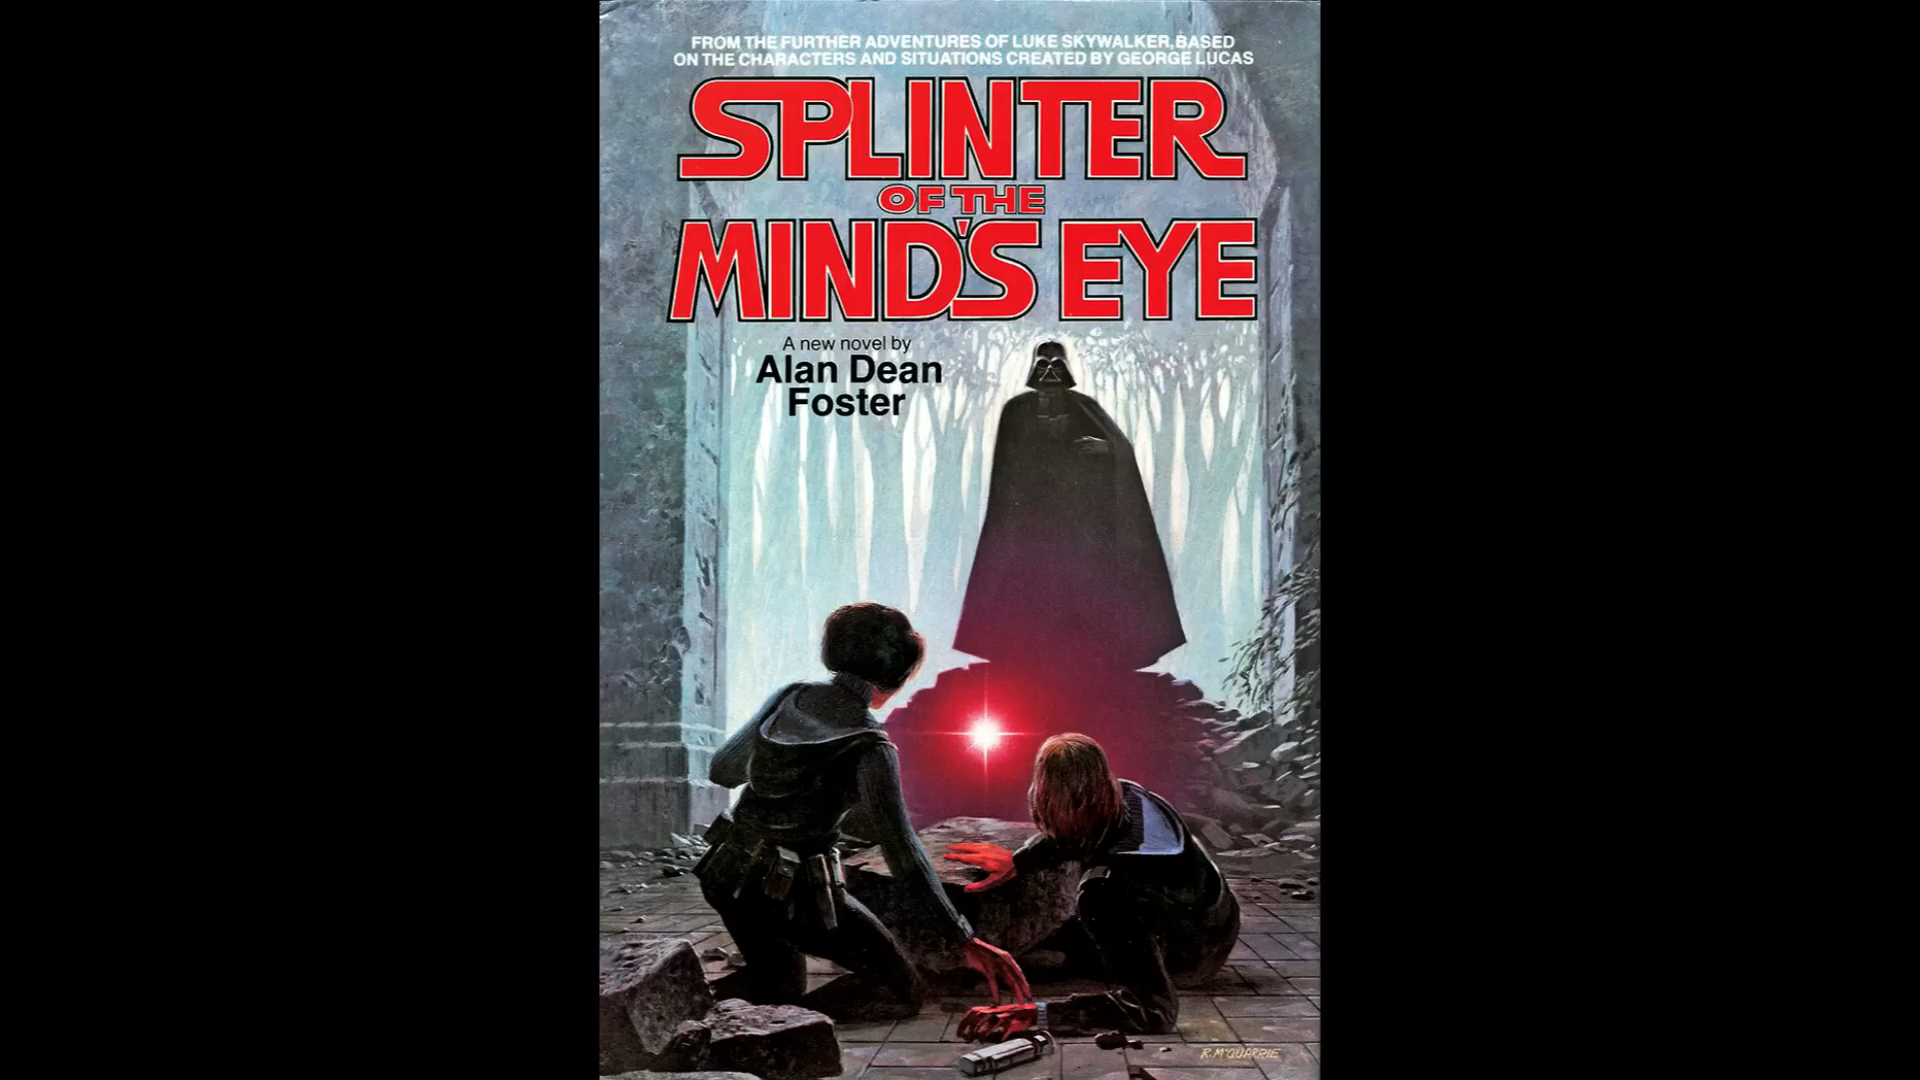 FROM THE FURTHER ADVENTURES OF LUKE SKYWALKER, BASED
ON THE CHARACTERS AND SITUATIONS CREATED BY GEORGE LUCAS
SPLINTER
OF THE
MIND'S EYE
A new novel by
Alan Dean
Foster
R. McQUARRIE